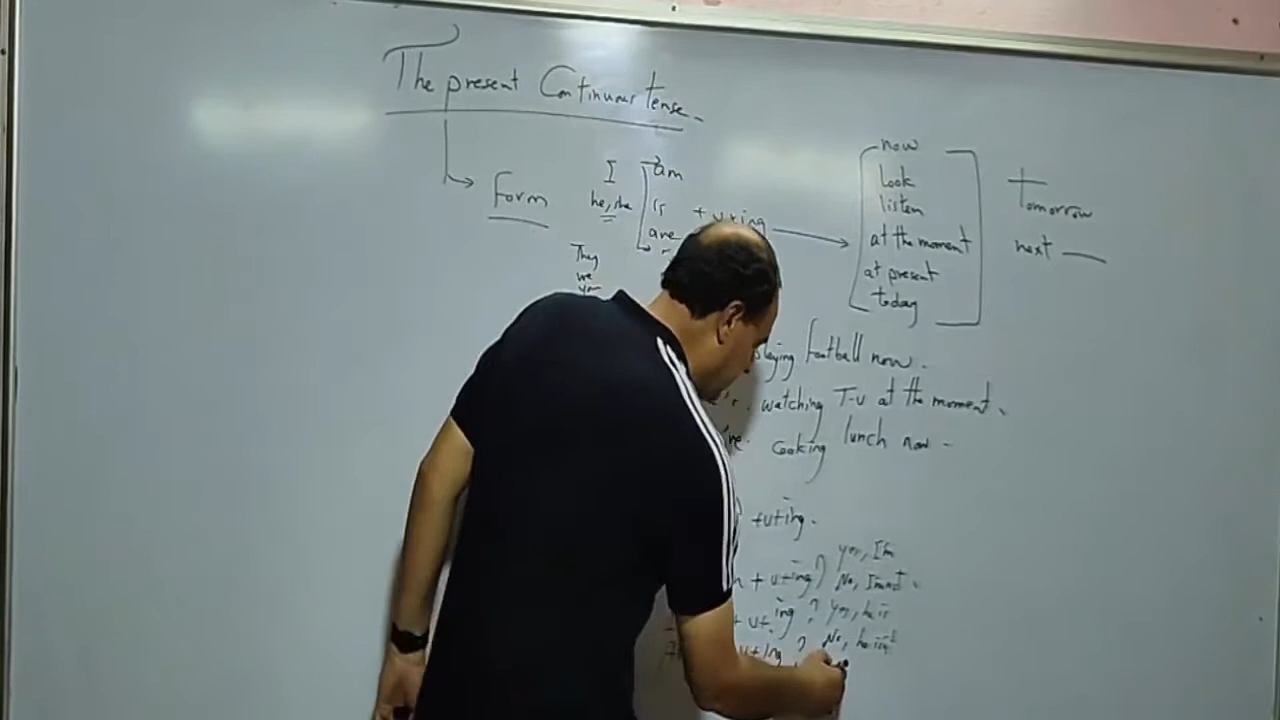 The present Continuous tense.
Form
I am
he, she is + v+ing
are
They
we
now
look
listen
at the moment
at present
today
Tomorrow
next
playing football now.
watching T-v at the moment.
cooking lunch now
+v+ing.
+ v+ing) yes, I'm
No, I'm not.
+ v+ing ? yes, he is
v+ing ? No, he isn't